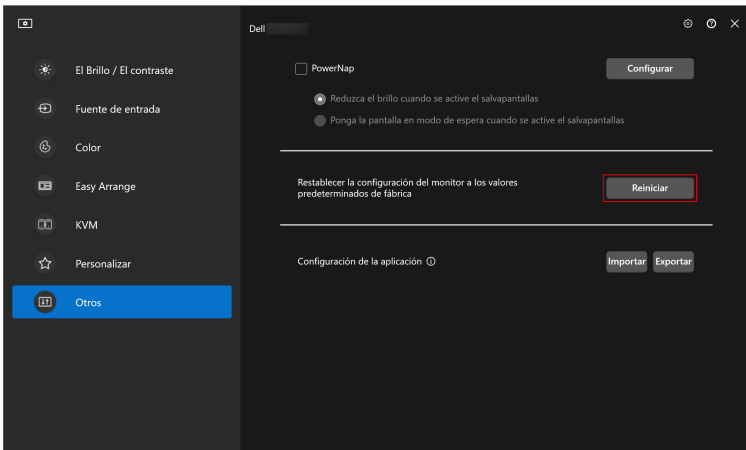 Dell
El Brillo / El contraste
Fuente de entrada
Color
Easy Arrange
KVM
Personalizar
Otros
PowerNap
Configurar
Reduzca el brillo cuando se active el salvapantallas
Ponga la pantalla en modo de espera cuando se active el salvapantallas
Restablecer la configuración del monitor a los valores
predeterminados de fábrica
Reiniciar
Configuración de la aplicación
Importar
Exportar